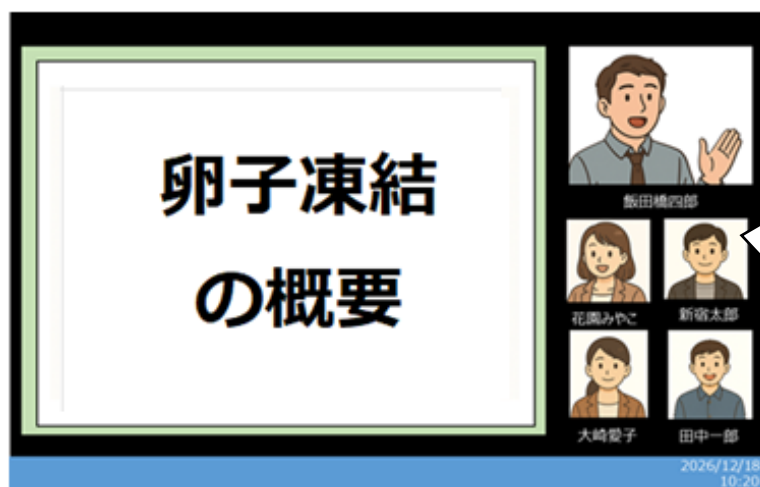 卵子凍結
の概要
飯田橋四郎
花園みやこ
新宿太郎
大崎愛子
田中一郎
2026/12/18
10:20